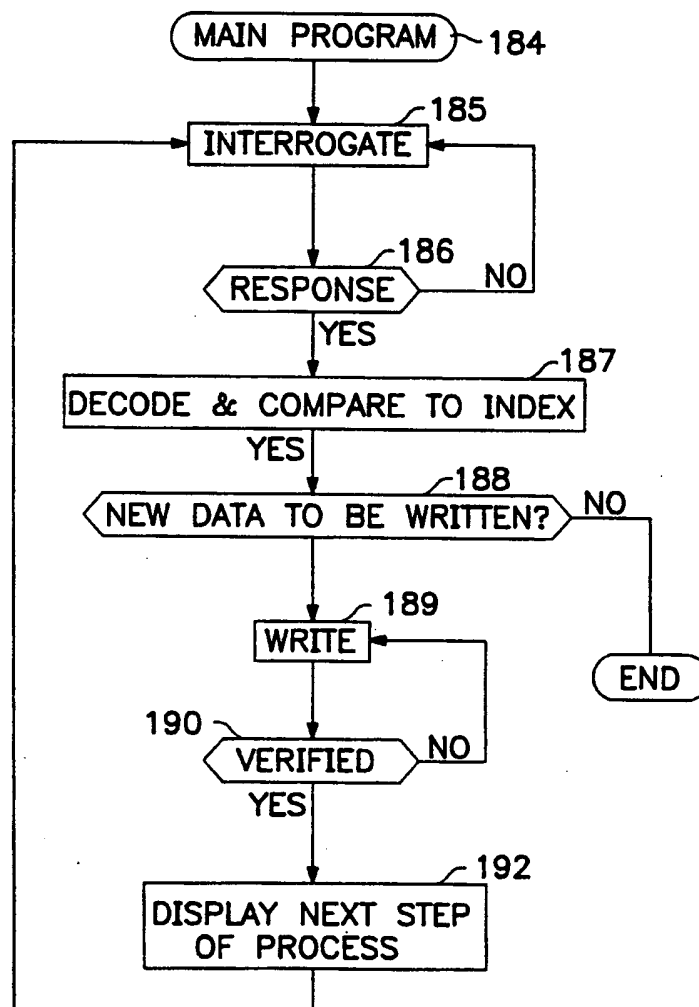 MAIN PROGRAM
184
185
INTERROGATE
186
RESPONSE
NO
YES
187
DECODE & COMPARE TO INDEX
YES
188
NEW DATA TO BE WRITTEN?
NO
189
WRITE
END
190
VERIFIED
NO
YES
192
DISPLAY NEXT STEP
OF PROCESS